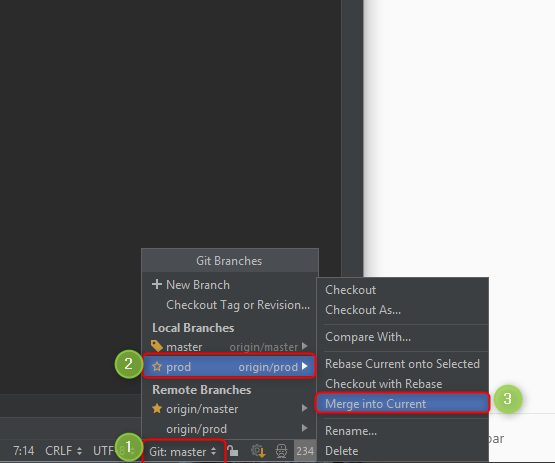 Git Branches
New Branch
Checkout Tag or Revision...
Local Branches
master origin/master
2
prod origin/prod
Remote Branches
origin/master
origin/prod
Checkout
Checkout As...
Compare With...
Rebase Current onto Selected
Checkout with Rebase
Merge into Current
3
Rename...
Delete
bar
1
7:14 CRLF UTF-8 Git: master 234